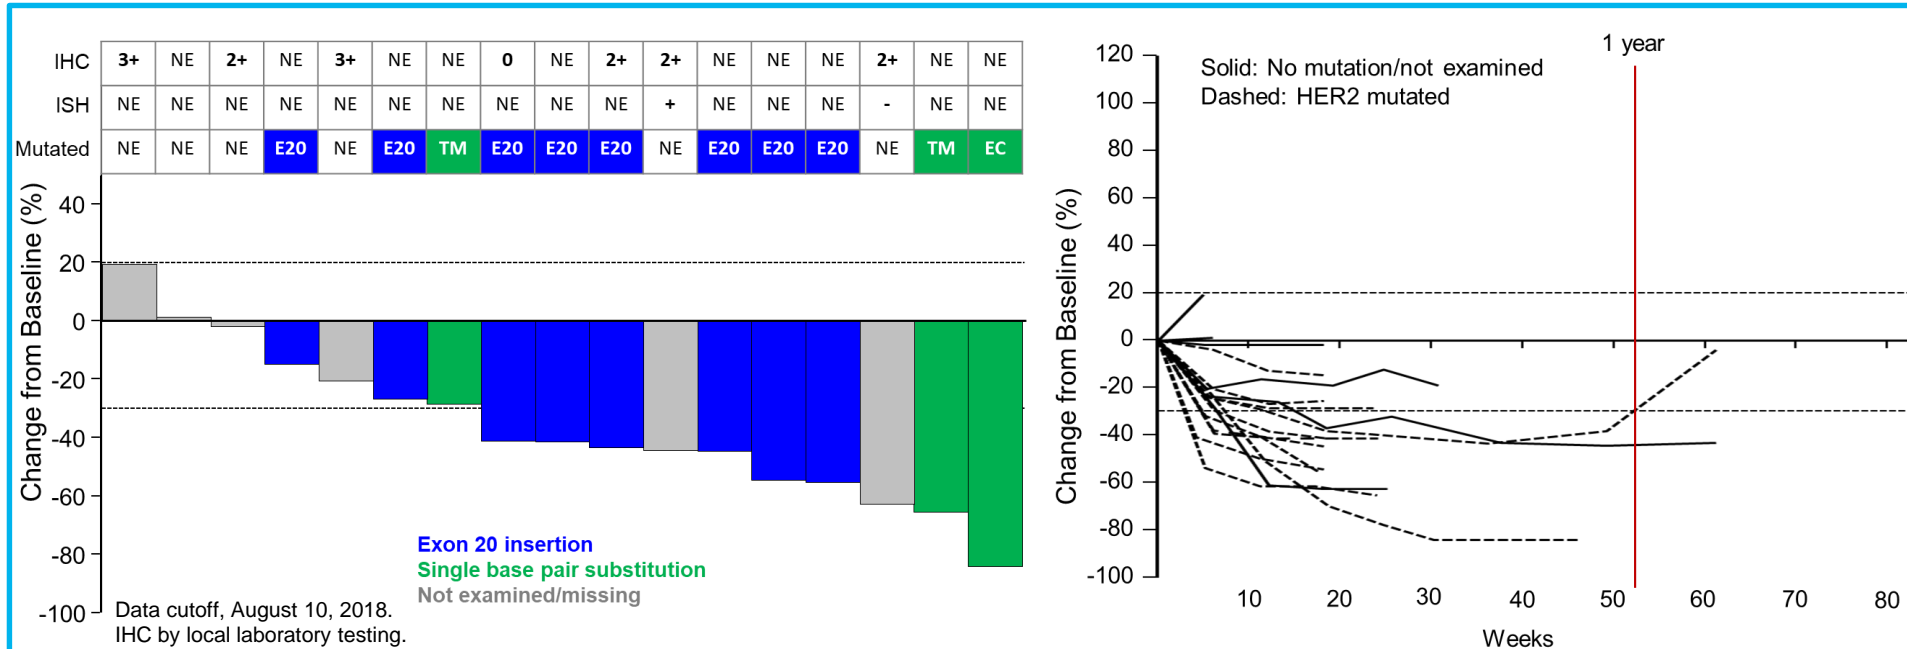 IHC 3+ NE 2+ NE 3+ NE NE 0 NE 2+ 2+ NE NE NE 2+ NE NE
ISH NE NE NE NE NE NE NE NE NE NE + NE NE NE - NE NE
Mutated NE NE NE E20 NE E20 TM E20 E20 E20 NE E20 E20 E20 NE TM EC
Change from Baseline (%)
40
20
0
-20
-40
-60
-80
-100
Exon 20 insertion
Single base pair substitution
Not examined/missing
Data cutoff, August 10, 2018.
IHC by local laboratory testing.
1 year
Solid: No mutation/not examined
Dashed: HER2 mutated
Change from Baseline (%)
120
100
80
60
40
20
0
-20
-40
-60
-80
-100
10 20 30 40 50 60 70 80
Weeks